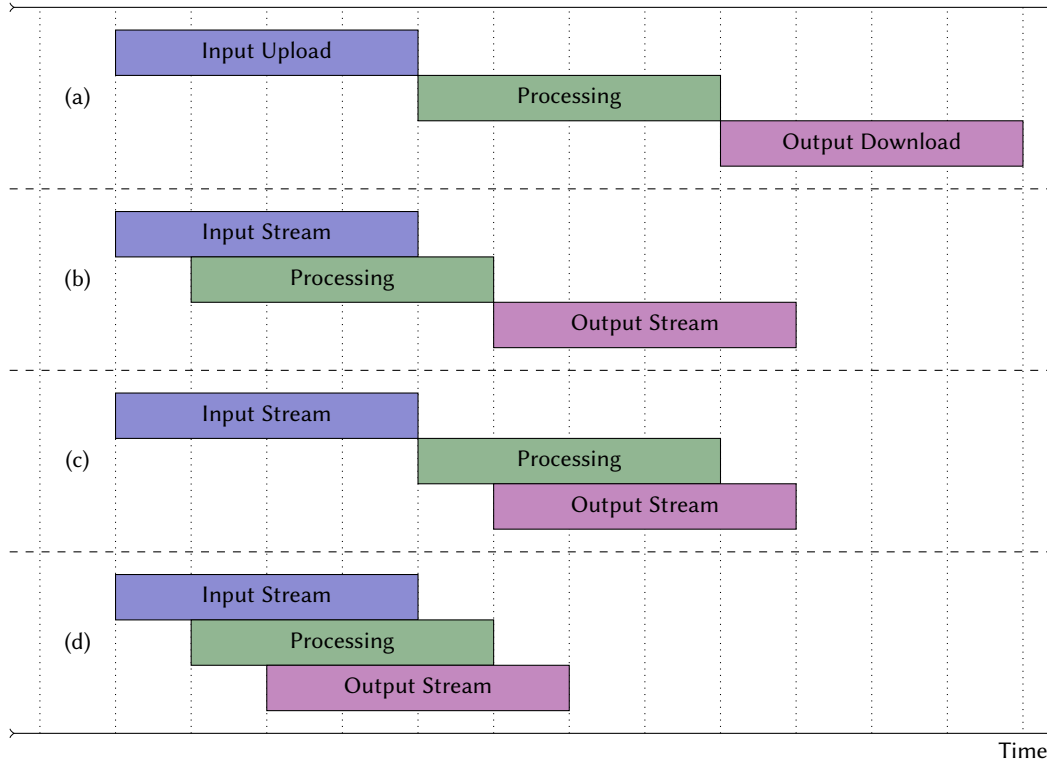 Input Upload
Processing
(a)
Output Download
Input Stream
(b)
Processing
Output Stream
Input Stream
(c)
Processing
Output Stream
Input Stream
(d)
Processing
Output Stream
Time